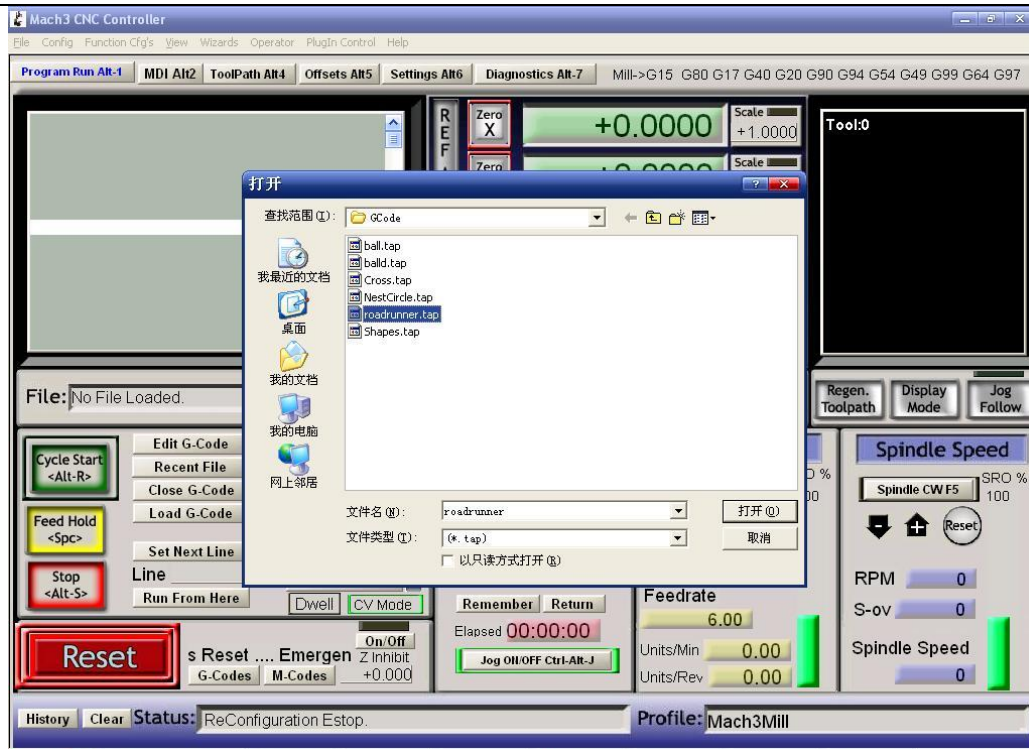 Mach3 CNC Controller
File Config Function Cfg's View Wizards Operator PlugIn Control Help
Program Run Alt-1 MDI Alt2 ToolPath Alt4 Offsets Alt5 Settings Alt6 Diagnostics Alt-7 Mill->G15 G80 G17 G40 G20 G90 G94 G54 G49 G99 G64 G97
R
E
F
Zero
X
+0.0000
Scale
+1.0000
Tool:0
Zero
Scale
打开
查找范围(I):
GCode
我最近的文档
桌面
我的文档
我的电脑
网上邻居
ball.tap
balld.tap
Cross.tap
NestCircle.tap
roadrunner.tap
Shapes.tap
文件名(N):
roadrunner
打开(O)
文件类型(T):
(*.tap)
取消
以只读方式打开(R)
File: No File Loaded.
Regen.
Toolpath
Display
Mode
Jog
Follow
Cycle Start
<Alt-R>
Feed Hold
<Spc>
Stop
<Alt-S>
Edit G-Code
Recent File
Close G-Code
Load G-Code
Set Next Line
Line
Run From Here
Dwell
CV Mode
Spindle Speed
Spindle CW F5
SRO %
100
Reset
RPM 0
S-ov 0
Spindle Speed
0
Remember Return
Elapsed 00:00:00
Jog ON/OFF Ctrl-Alt-J
Feedrate
6.00
Units/Min 0.00
Units/Rev 0.00
Reset
s Reset .... Emergen
G-Codes M-Codes
On/Off
Z Inhibit
+0.000
History Clear Status: ReConfiguration Estop.
Profile: Mach3Mill